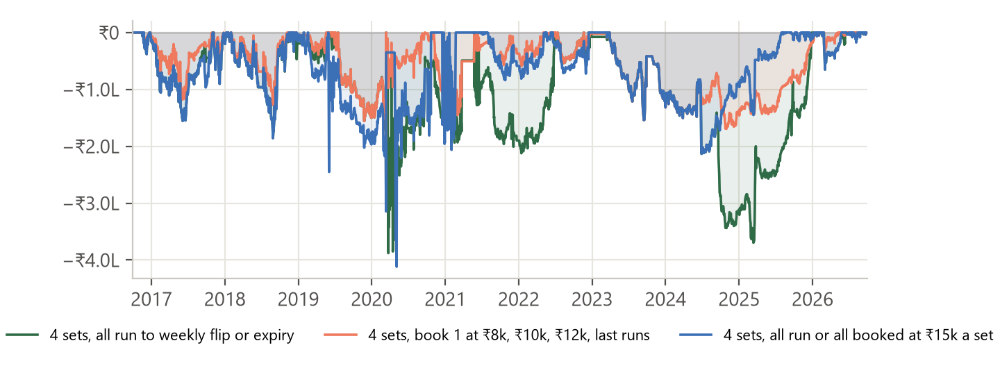 ₹0
−₹1.0L
−₹2.0L
−₹3.0L
−₹4.0L
2017 2018 2019 2020 2021 2022 2023 2024 2025 2026
4 sets, all run to weekly flip or expiry 4 sets, book 1 at ₹8k, ₹10k, ₹12k, last runs 4 sets, all run or all booked at ₹15k a set